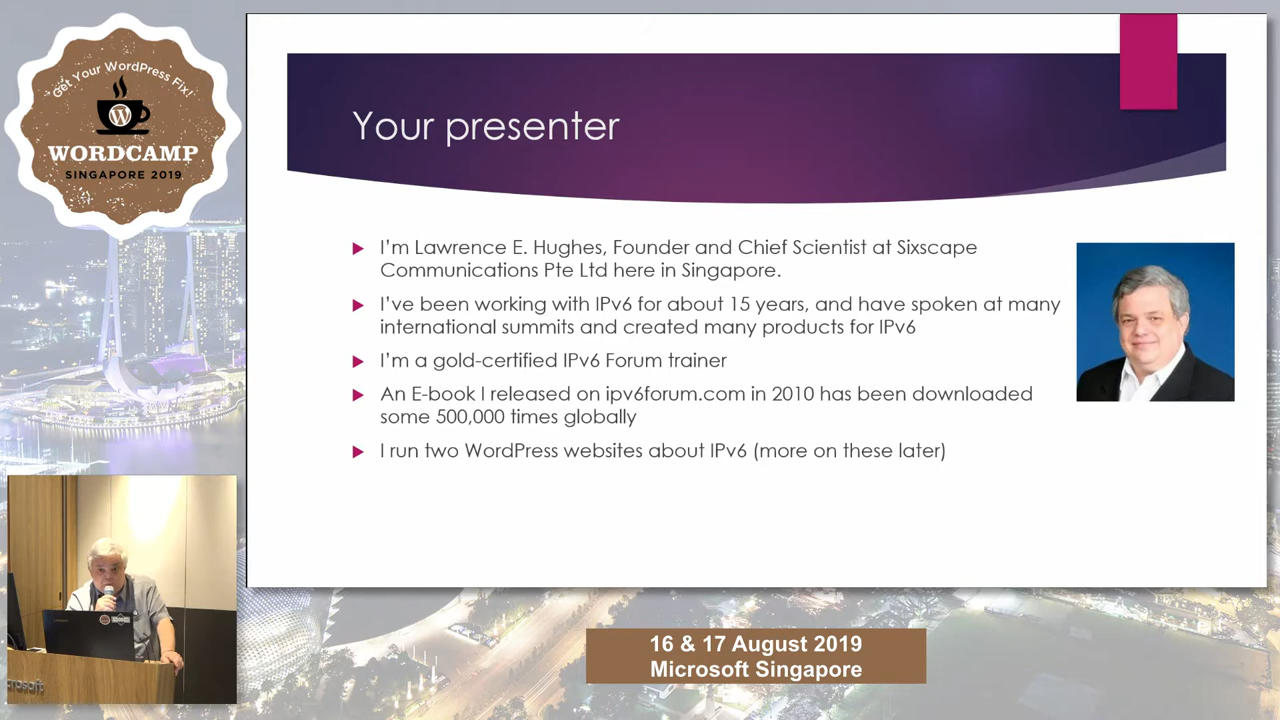 Get Your WordPress Fix!
WORDCAMP
SINGAPORE 2019
Your presenter
I'm Lawrence E. Hughes, Founder and Chief Scientist at Sixscape
Communications Pte Ltd here in Singapore.
I've been working with IPv6 for about 15 years, and have spoken at many
international summits and created many products for IPv6
I'm a gold-certified IPv6 Forum trainer
An E-book I released on ipv6forum.com in 2010 has been downloaded
some 500,000 times globally
I run two WordPress websites about IPv6 (more on these later)
16 & 17 August 2019
Microsoft Singapore